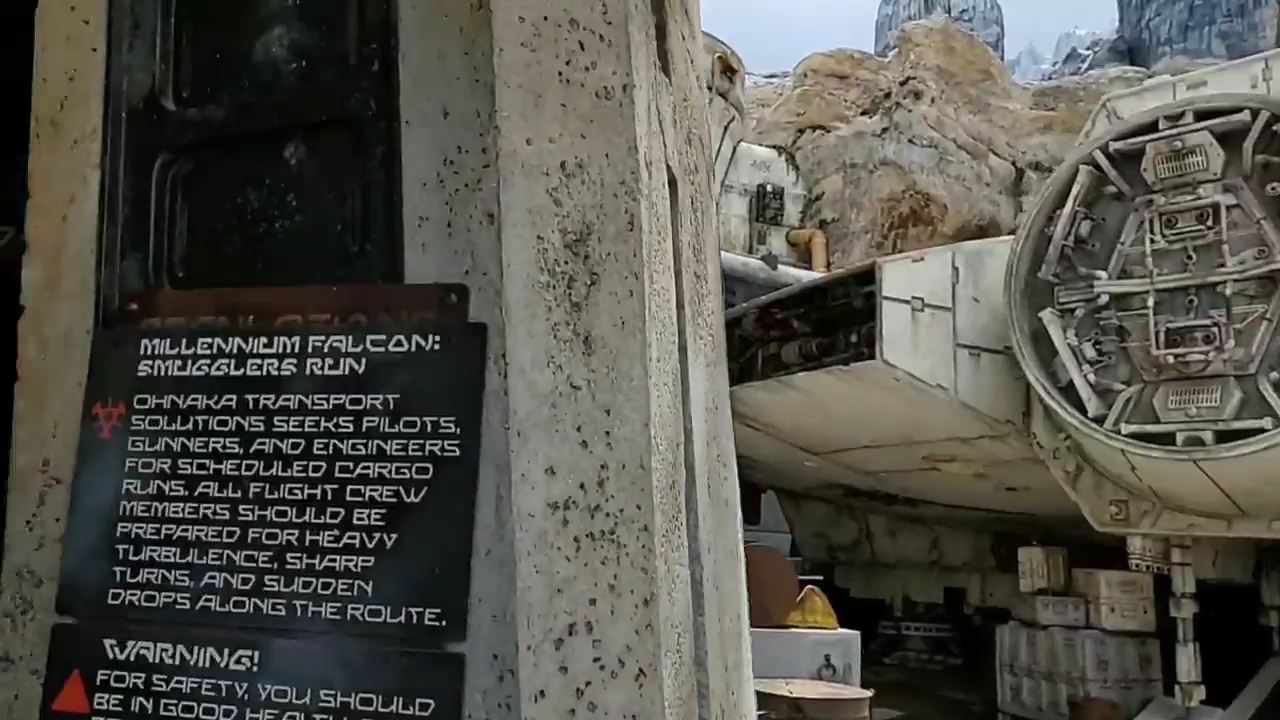 MILLENNIUM FALCON:
SMUGGLERS RUN
OHNAKA TRANSPORT
SOLUTIONS SEEKS PILOTS,
GUNNERS, AND ENGINEERS
FOR SCHEDULED CARGO
RUNS. ALL FLIGHT CREW
MEMBERS SHOULD BE
PREPARED FOR HEAVY
TURBULENCE, SHARP
TURNS, AND SUDDEN
DROPS ALONG THE ROUTE.
WARNING!
FOR SAFETY, YOU SHOULD
BE IN GOOD HEALTH